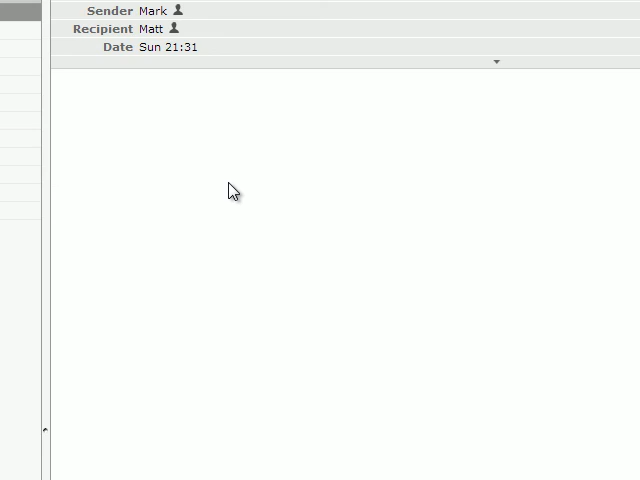 Sender Mark
Recipient Matt
Date Sun 21:31